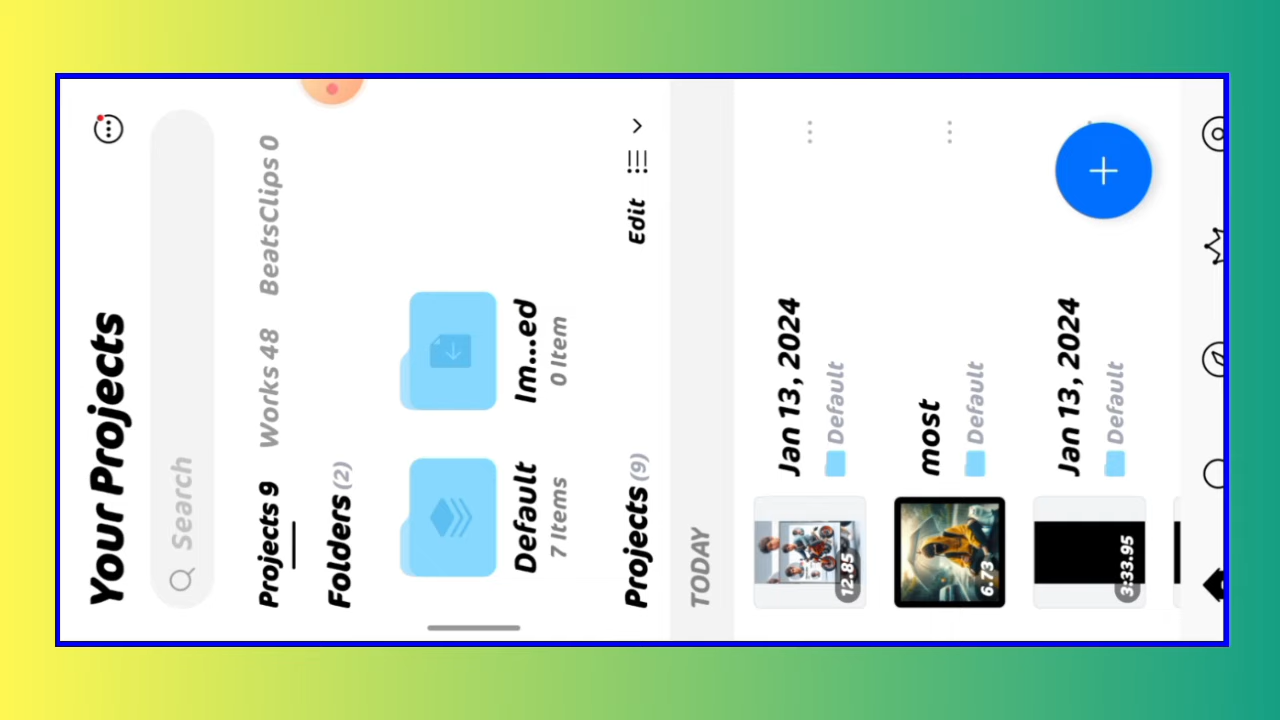 Your Projects
Search
Projects 9 Works 48 BeatsClips 0
Folders (2)
Default Im...ed
7 Items 0 Item
Projects (9) Edit
TODAY
Jan 13, 2024
Default
12.85
most
Default
6.73
Jan 13, 2024
Default
3:33.95